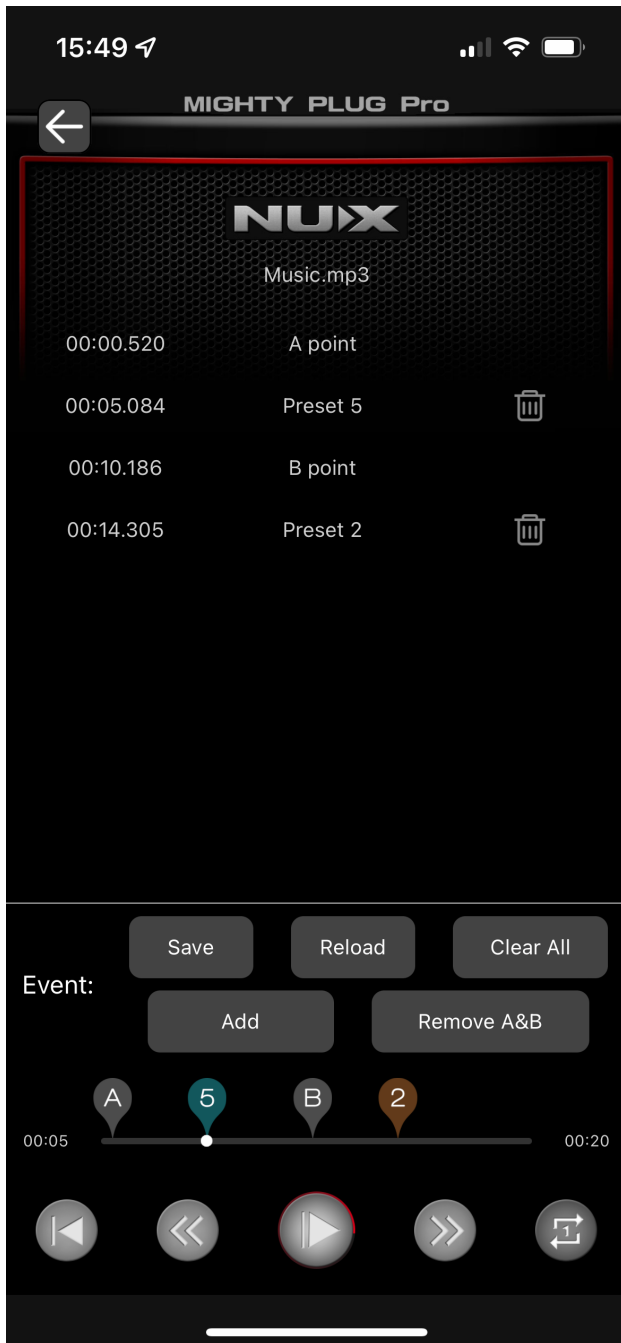 15:49
MIGHTY PLUG Pro
NUX
Music.mp3
00:00.520 A point
00:05.084 Preset 5
00:10.186 B point
00:14.305 Preset 2
Save Reload Clear All
Event:
Add Remove A&B
A 5 B 2
00:05 00:20
1